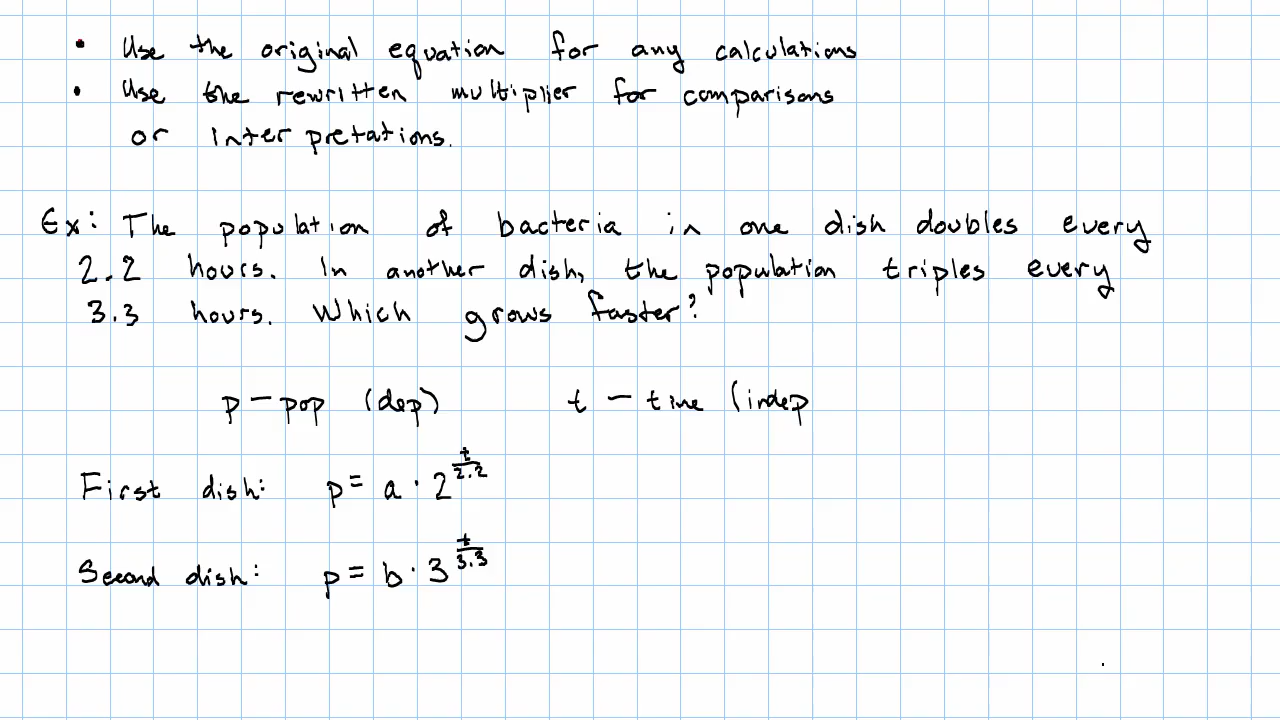 • Use the original equation for any calculations
• Use the rewritten multiplier for comparisons
or interpretations.
Ex: The population of bacteria in one dish doubles every
2.2 hours. In another dish, the population triples every
3.3 hours. Which grows faster?
p – pop (dep) t – time (indep
First dish: p = a · 2^(t/2.2)
Second dish: p = b · 3^(t/3.3)